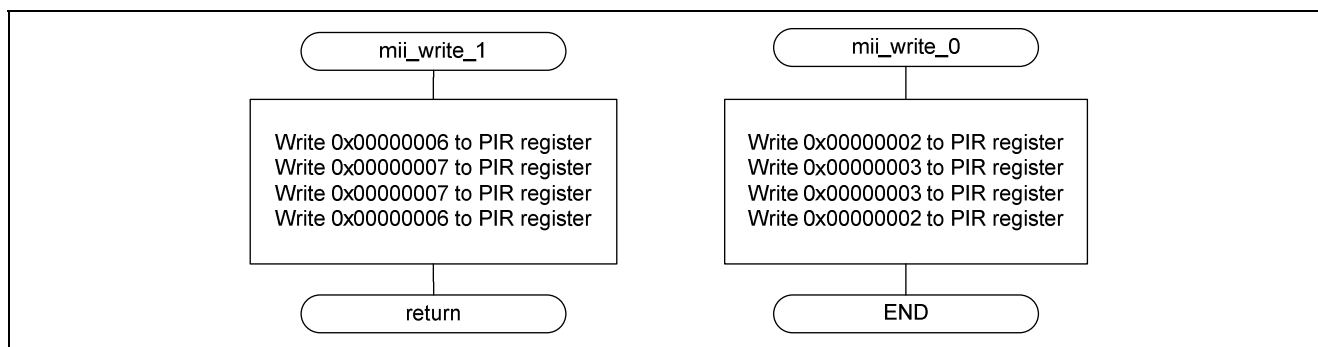 mii_write_1
Write 0x00000006 to PIR register
Write 0x00000007 to PIR register
Write 0x00000007 to PIR register
Write 0x00000006 to PIR register
return
mii_write_0
Write 0x00000002 to PIR register
Write 0x00000003 to PIR register
Write 0x00000003 to PIR register
Write 0x00000002 to PIR register
END